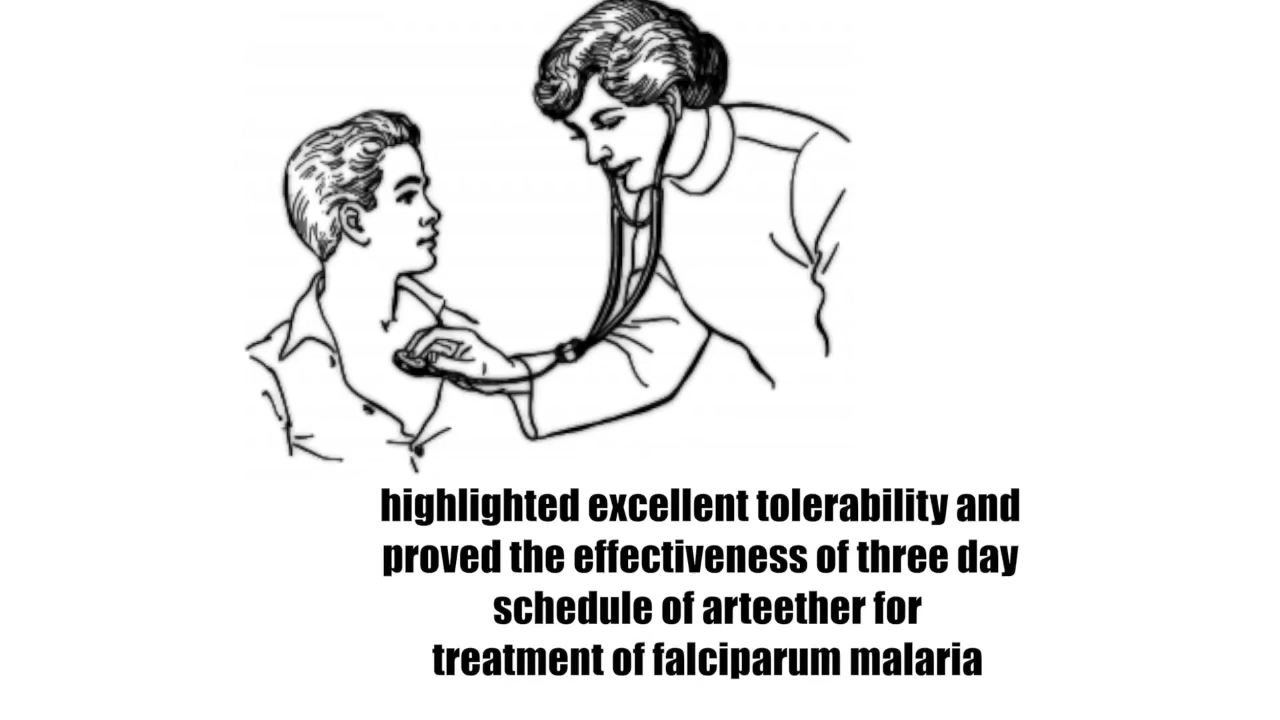 highlighted excellent tolerability and
proved the effectiveness of three day
schedule of arteether for
treatment of falciparum malaria